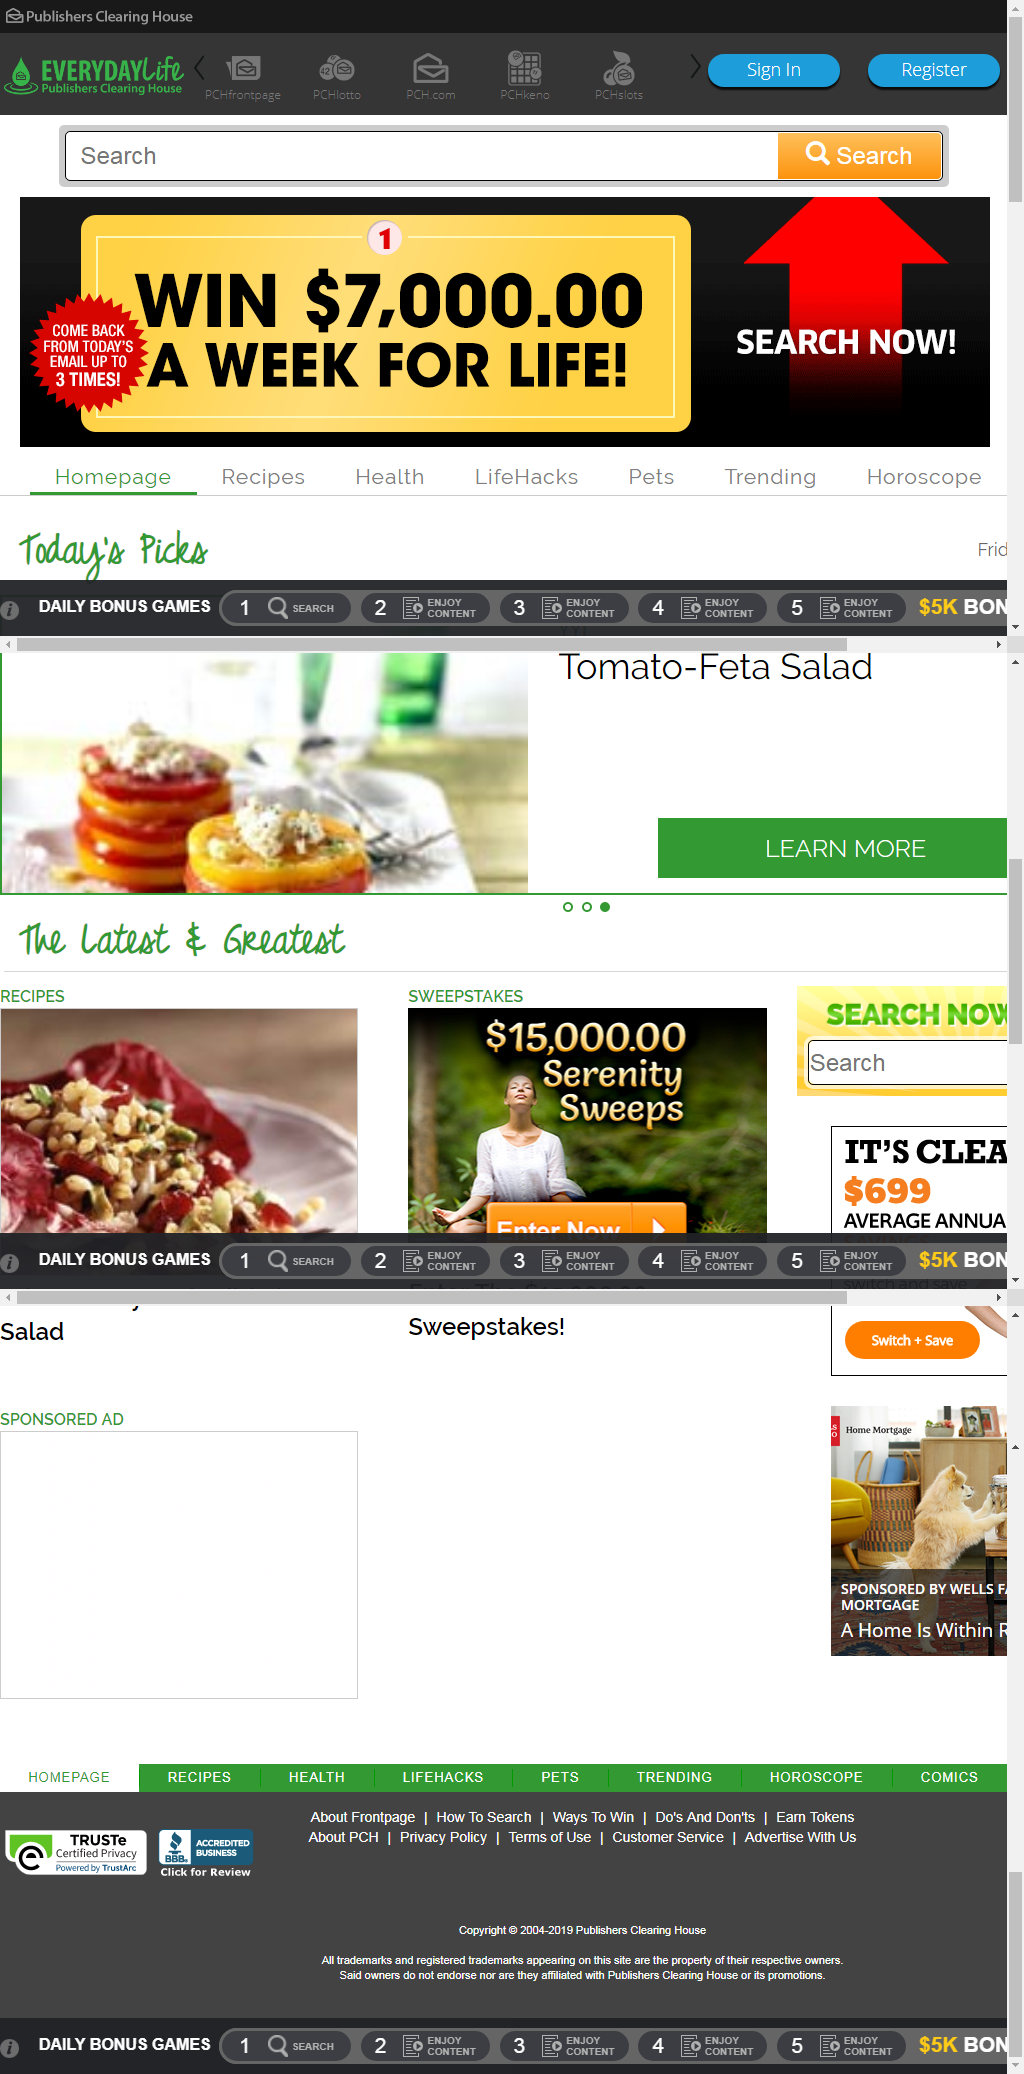 Publishers Clearing House
EVERYDAYLife
Publishers Clearing House
PCHfrontpage
PCHlotto
PCH.com
PCHkeno
PCHslots
Sign In
Register
Search
Search
1
WIN $7,000.00
A WEEK FOR LIFE!
COME BACK
FROM TODAY'S
EMAIL UP TO
3 TIMES!
SEARCH NOW!
Homepage
Recipes
Health
LifeHacks
Pets
Trending
Horoscope
Today's Picks
Frid
DAILY BONUS GAMES
1 SEARCH
2 ENJOY CONTENT
3 ENJOY CONTENT
4 ENJOY CONTENT
5 ENJOY CONTENT
$5K BON
Tomato-Feta Salad
LEARN MORE
The Latest & Greatest
RECIPES
SWEEPSTAKES
$15,000.00
Serenity
Sweeps
Enter Now
SEARCH NOW
Search
IT'S CLEA
$699
AVERAGE ANNUA
DAILY BONUS GAMES
1 SEARCH
2 ENJOY CONTENT
3 ENJOY CONTENT
4 ENJOY CONTENT
5 ENJOY CONTENT
$5K BON
switch and save
Salad
Sweepstakes!
Switch + Save
SPONSORED AD
Home Mortgage
SPONSORED BY WELLS FA
MORTGAGE
A Home Is Within R
HOMEPAGE
RECIPES
HEALTH
LIFEHACKS
PETS
TRENDING
HOROSCOPE
COMICS
About Frontpage | How To Search | Ways To Win | Do's And Don'ts | Earn Tokens
About PCH | Privacy Policy | Terms of Use | Customer Service | Advertise With Us
TRUSTe
Certified Privacy
Powered by TrustArc
BBB
ACCREDITED
BUSINESS
Click for Review
Copyright © 2004-2019 Publishers Clearing House
All trademarks and registered trademarks appearing on this site are the property of their respective owners.
Said owners do not endorse nor are they affiliated with Publishers Clearing House or its promotions.
DAILY BONUS GAMES
1 SEARCH
2 ENJOY CONTENT
3 ENJOY CONTENT
4 ENJOY CONTENT
5 ENJOY CONTENT
$5K BON